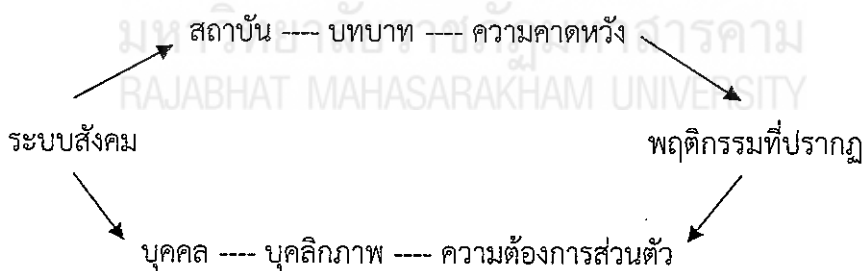 มหาวิทยาลัยราชภัฏมหาสารคาม
สถาบัน ---- บทบาท ---- ความคาดหวัง
RAJABHAT MAHASARAKHAM UNIVERSITY
ระบบสังคม พฤติกรรมที่ปรากฏ
บุคคล ---- บุคลิกภาพ ---- ความต้องการส่วนตัว